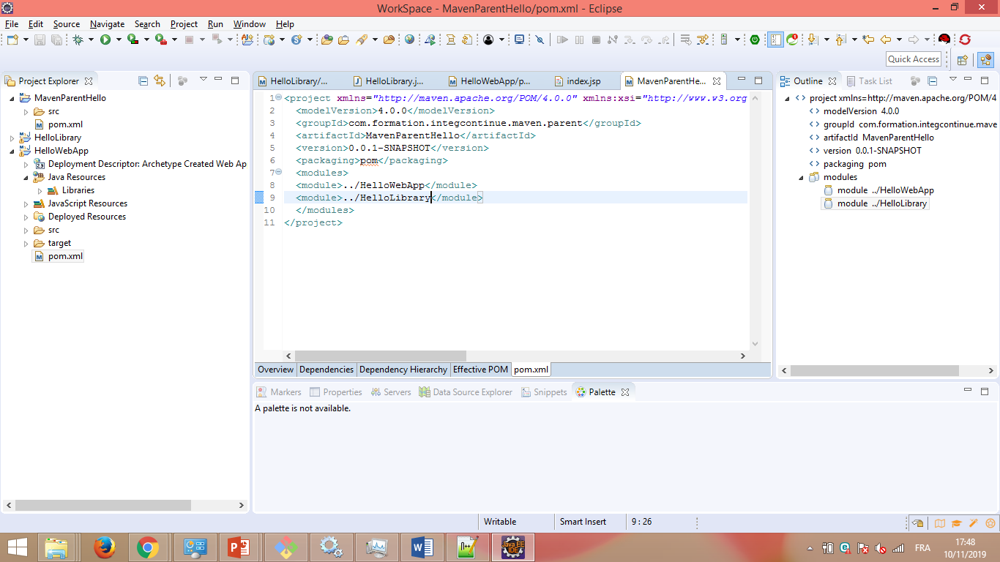 WorkSpace - MavenParentHello/pom.xml - Eclipse
File Edit Source Navigate Search Project Run Window Help
Quick Access
Project Explorer
MavenParentHello
src
pom.xml
HelloLibrary
HelloWebApp
Deployment Descriptor: Archetype Created Web Ap
Java Resources
Libraries
JavaScript Resources
Deployed Resources
src
target
pom.xml
HelloLibrary/... HelloLibrary.j... HelloWebApp/p... index.jsp MavenParentHe...
1 <project xmlns="http://maven.apache.org/POM/4.0.0" xmlns:xsi="http://www.w3.org
2 <modelVersion>4.0.0</modelVersion>
3 <groupId>com.formation.integcontinue.maven.parent</groupId>
4 <artifactId>MavenParentHello</artifactId>
5 <version>0.0.1-SNAPSHOT</version>
6 <packaging>pom</packaging>
7 <modules>
8 <module>../HelloWebApp</module>
9 <module>../HelloLibrary</module>
10 </modules>
11 </project>
Overview Dependencies Dependency Hierarchy Effective POM pom.xml
Outline Task List
project xmlns=http://maven.apache.org/POM/4
modelVersion 4.0.0
groupId com.formation.integcontinue.mave
artifactId MavenParentHello
version 0.0.1-SNAPSHOT
packaging pom
modules
module ../HelloWebApp
module ../HelloLibrary
Markers Properties Servers Data Source Explorer Snippets Palette
A palette is not available.
Writable Smart Insert 9 : 26
Java EE
IDE
FRA
17:48
10/11/2019